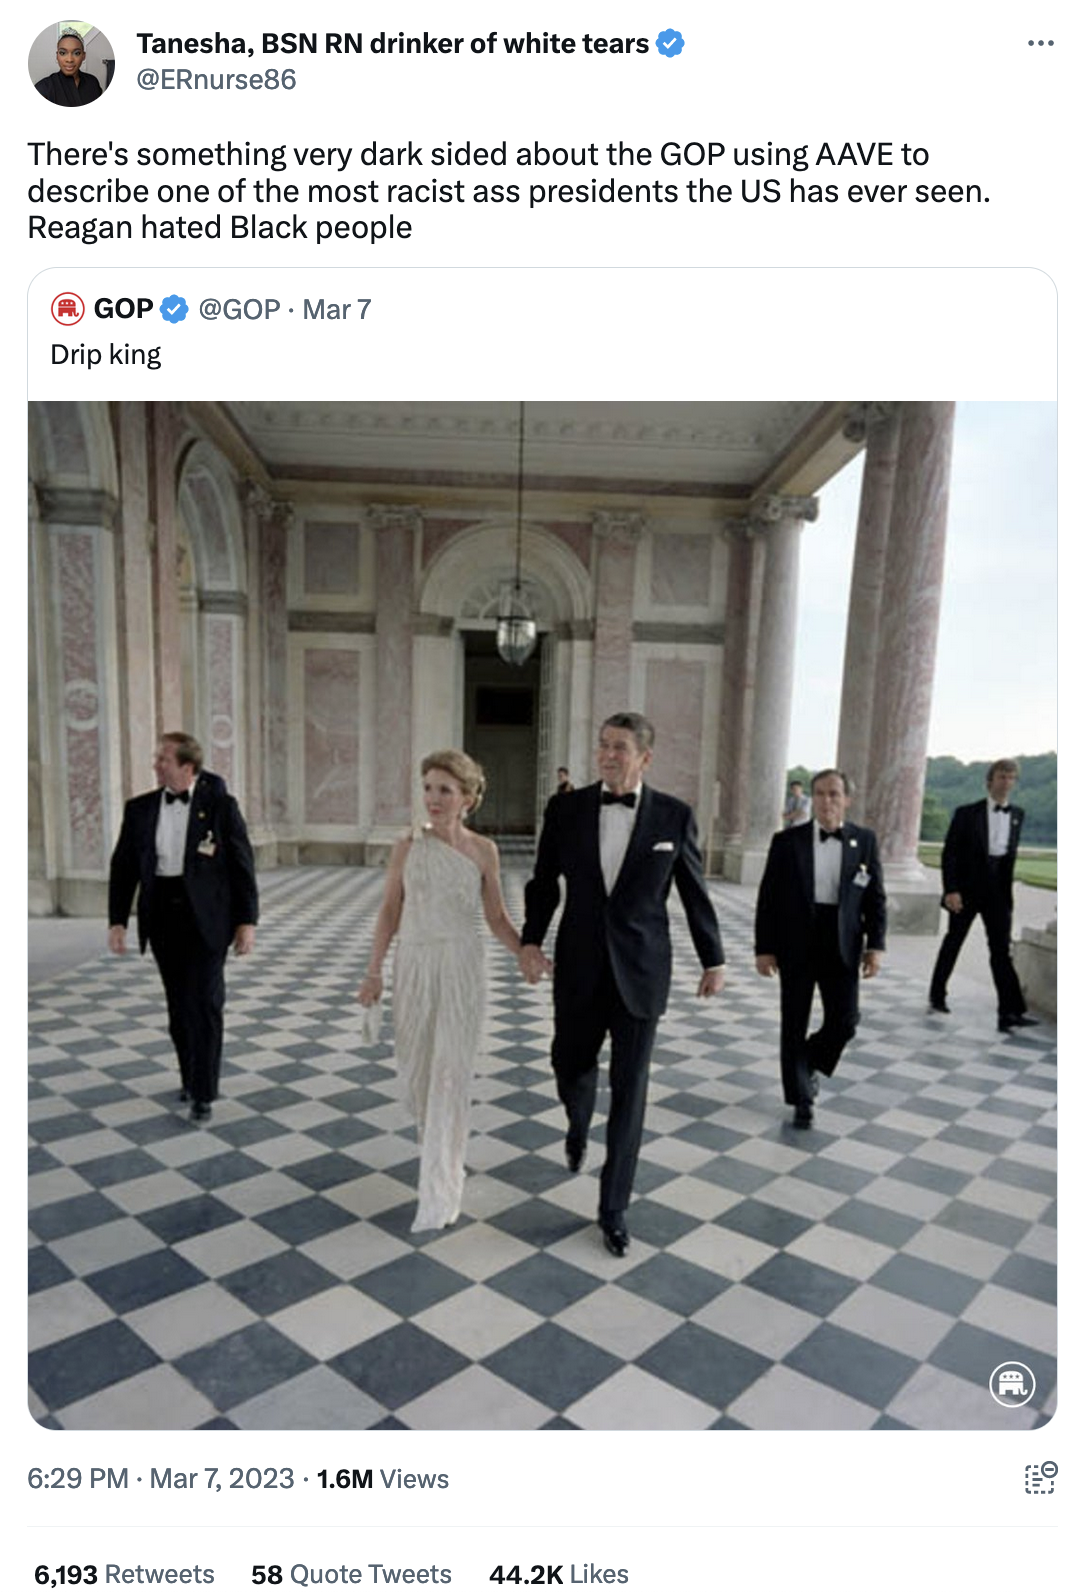 Tanesha, BSN RN drinker of white tears
@ERnurse86
There's something very dark sided about the GOP using AAVE to
describe one of the most racist ass presidents the US has ever seen.
Reagan hated Black people
GOP @GOP · Mar 7
Drip king
6:29 PM · Mar 7, 2023 · 1.6M Views
6,193 Retweets 58 Quote Tweets 44.2K Likes